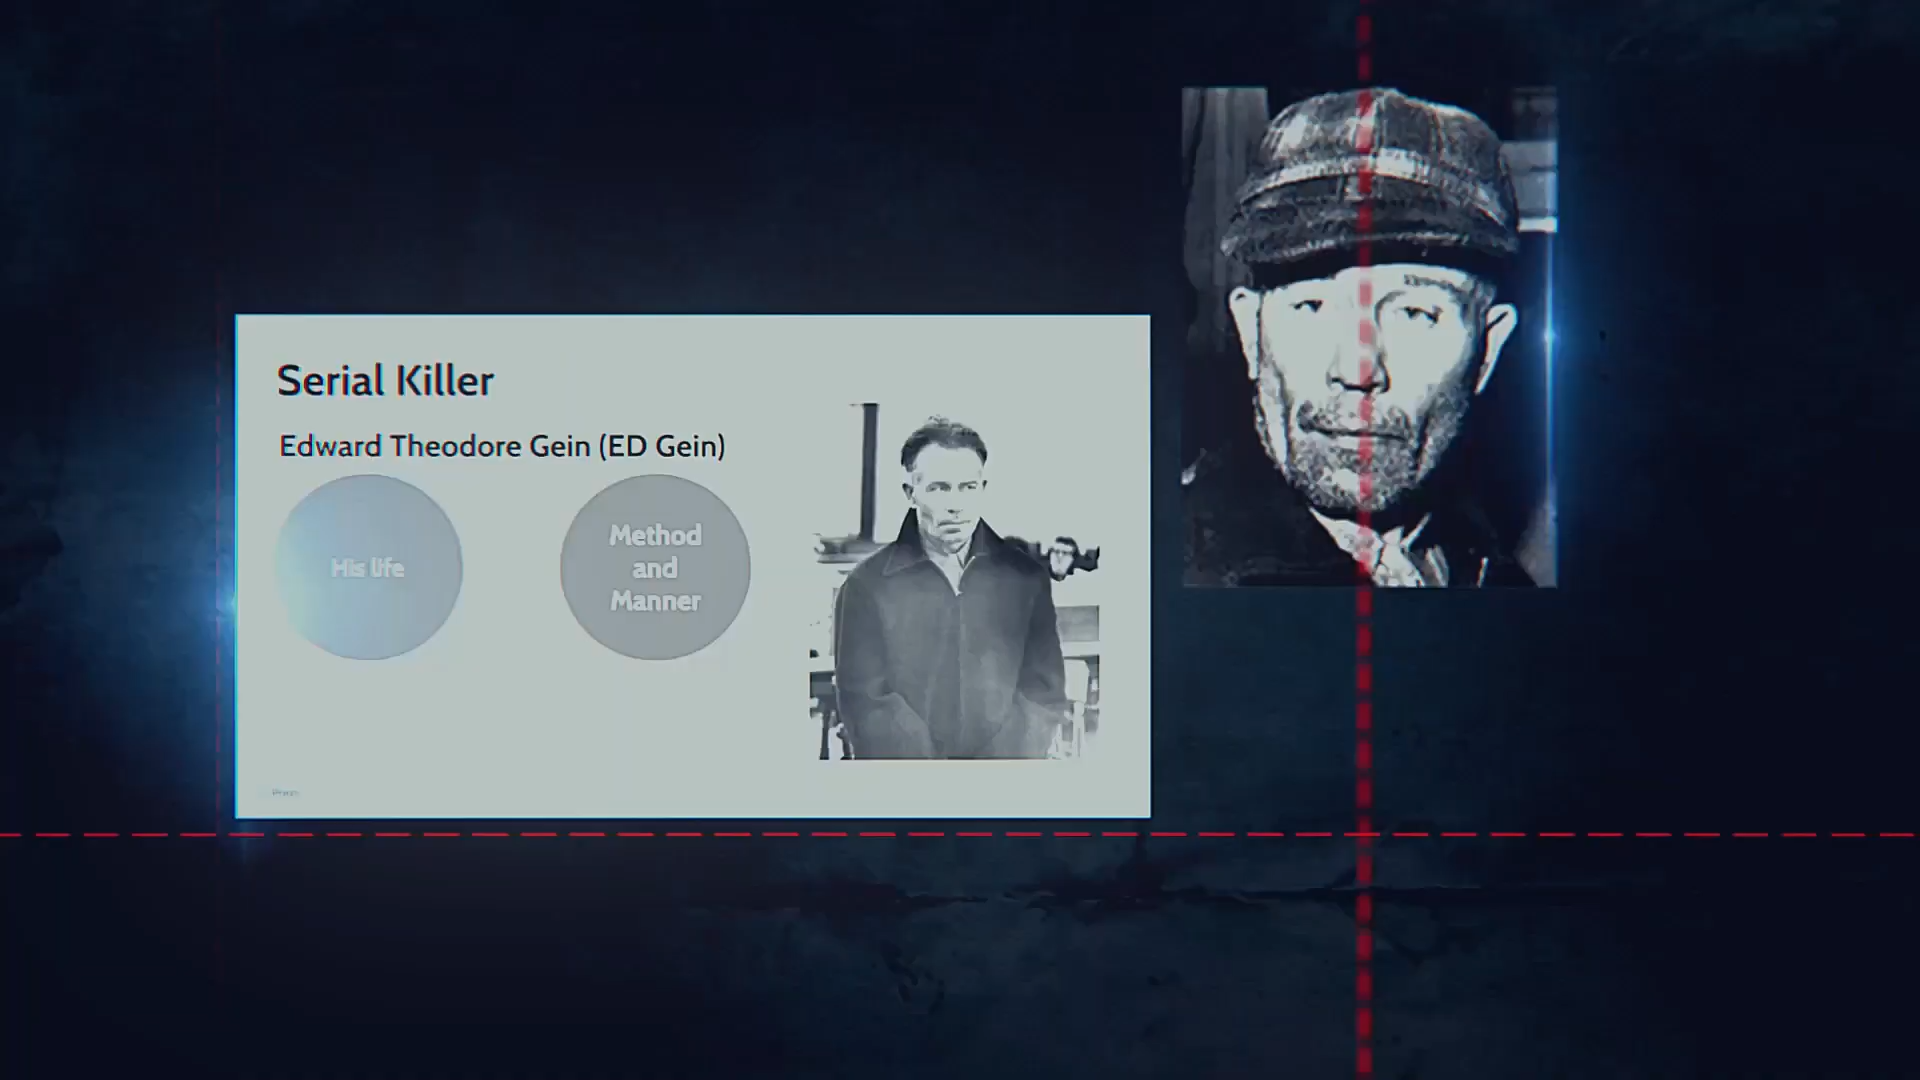 Serial Killer
Edward Theodore Gein (ED Gein)
His life
Method
and
Manner